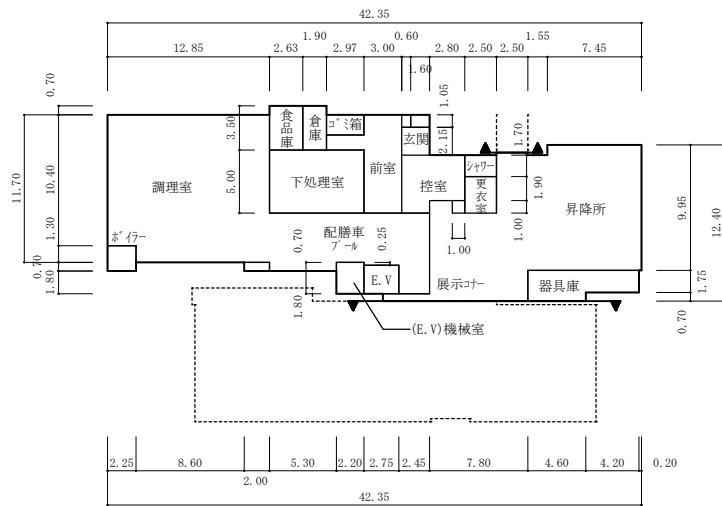 42.35
1.90 0.60 1.55
12.85 2.63 2.97 3.00 2.80 2.50 2.50 7.45
1.60
0.70
1.05
3.50
食品庫
倉庫
ゴミ箱
玄関
2.15
1.70
11.70
10.40
調理室
5.00
下処理室
前室
控室
シャワー
更衣室
1.90
昇降所
9.95
12.40
1.00
1.00
1.30
ボイラー
0.70
配膳車
プール
0.25
0.70
1.80
E.V
展示コーナー
器具庫
1.80
1.75
0.70
(E.V)機械室
2.25 8.60 5.30 2.20 2.75 2.45 7.80 4.60 4.20 0.20
2.00
42.35